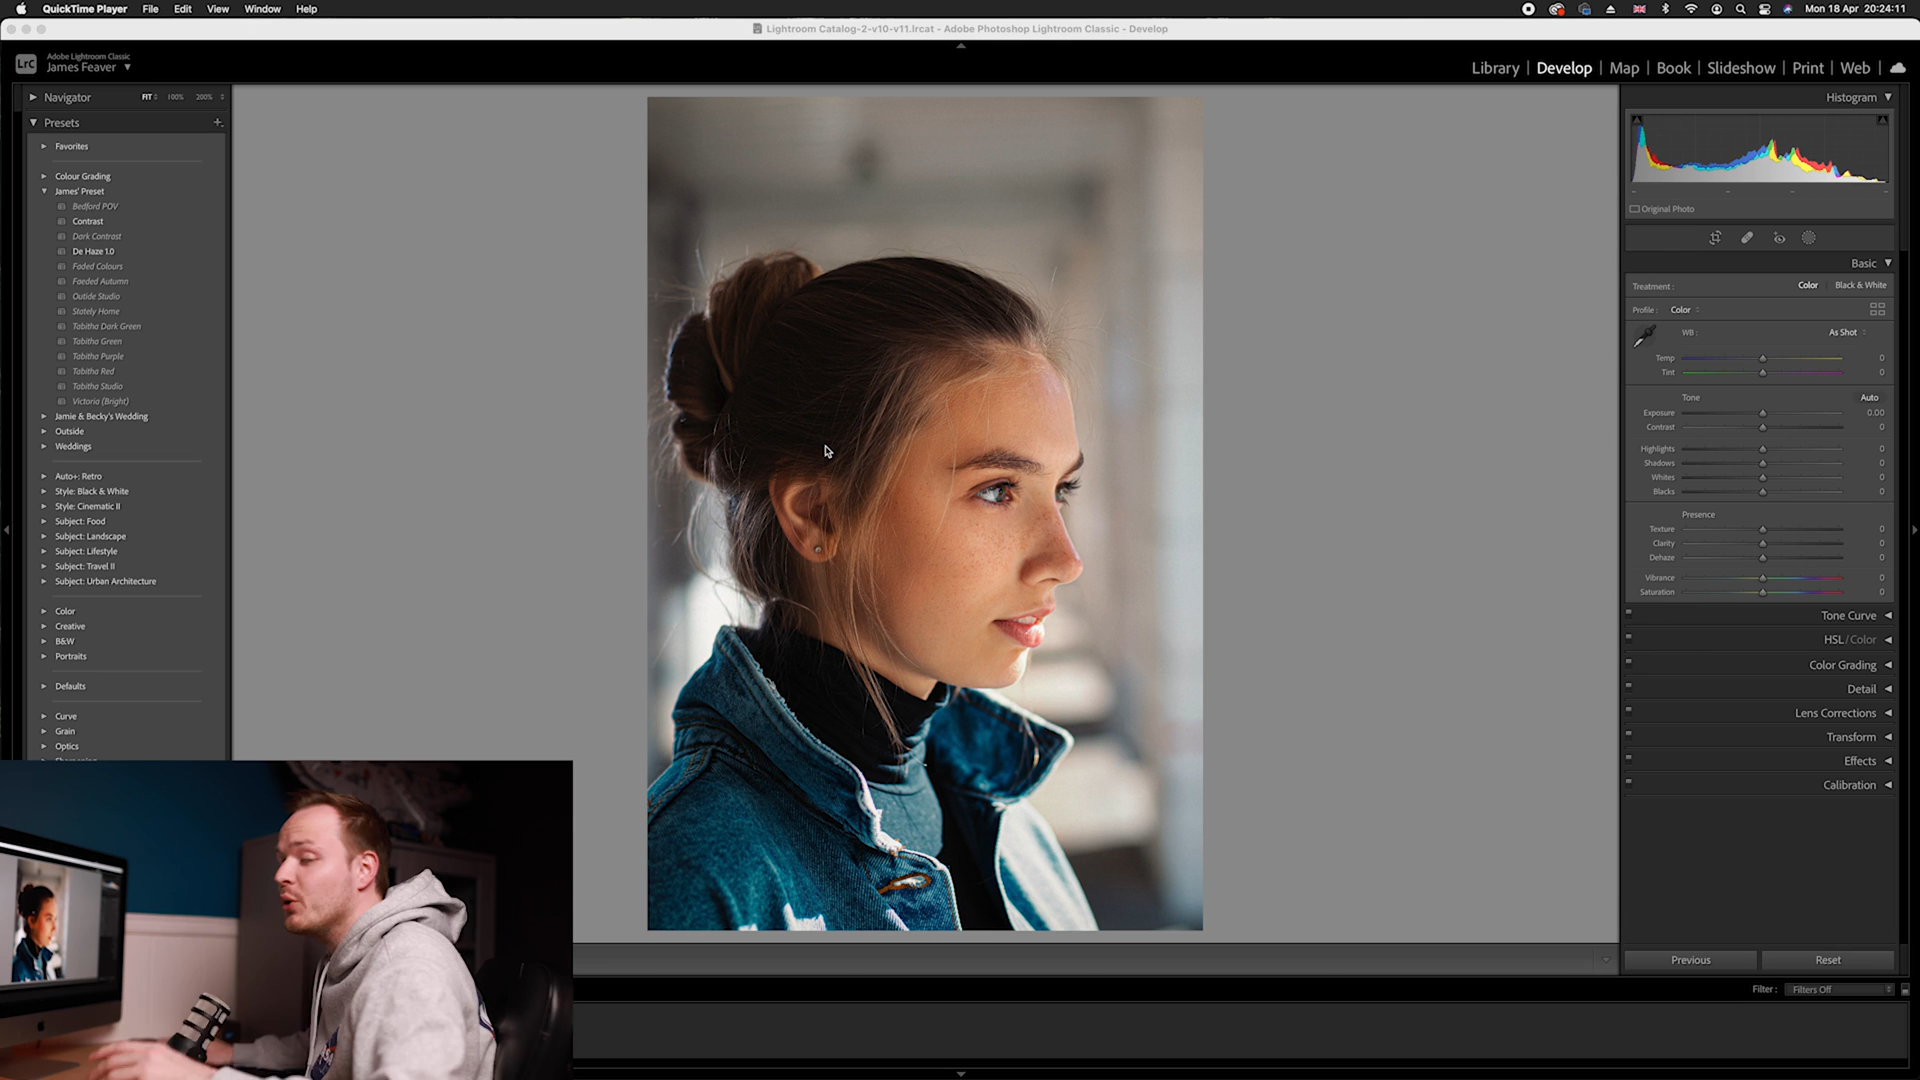 QuickTime Player File Edit View Window Help Mon 18 Apr 20:24:11
Lightroom Catalog-2-v10-v11.lrcat - Adobe Photoshop Lightroom Classic - Develop
LrC Adobe Lightroom Classic
James Feaver
Library | Develop | Map | Book | Slideshow | Print | Web
Navigator FIT 100% 200%
Presets
Favorites
Colour Grading
James' Preset
Bedford POV
Contrast
Dark Contrast
De Haze 1.0
Faded Colours
Faeded Autumn
Outide Studio
Stately Home
Tabitha Dark Green
Tabitha Green
Tabitha Purple
Tabitha Red
Tabitha Studio
Victoria (Bright)
Jamie & Becky's Wedding
Outside
Weddings
Auto+: Retro
Style: Black & White
Style: Cinematic II
Subject: Food
Subject: Landscape
Subject: Lifestyle
Subject: Travel II
Subject: Urban Architecture
Color
Creative
B&W
Portraits
Defaults
Curve
Grain
Optics
Histogram
Original Photo
Basic
Treatment : Color Black & White
Profile : Color
WB : As Shot
Temp 0
Tint 0
Tone Auto
Exposure 0.00
Contrast 0
Highlights 0
Shadows 0
Whites 0
Blacks 0
Presence
Texture 0
Clarity 0
Dehaze 0
Vibrance 0
Saturation 0
Tone Curve
HSL / Color
Color Grading
Detail
Lens Corrections
Transform
Effects
Calibration
Previous Reset
Filter : Filters Off